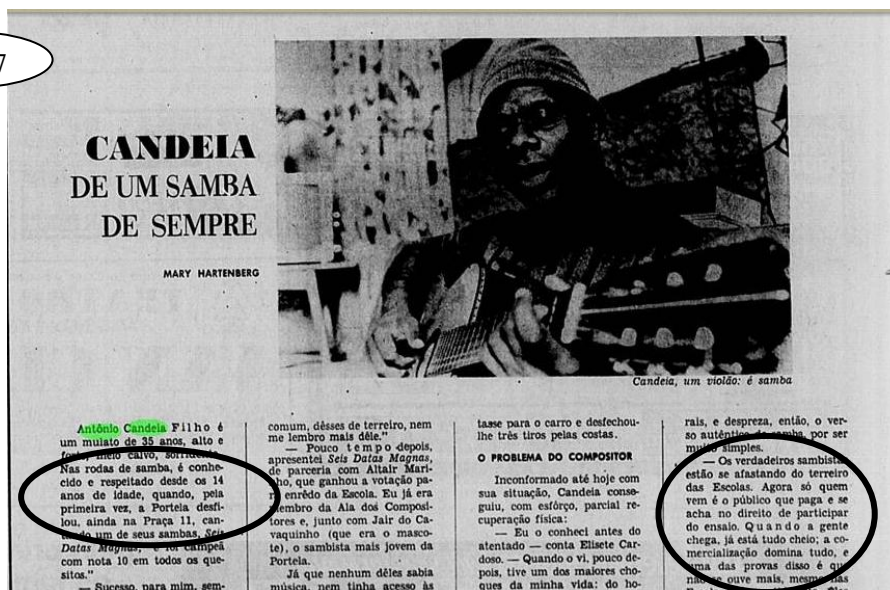 7
CANDEIA
DE UM SAMBA
DE SEMPRE
MARY HARTENBERG
Candeia, um violão: é samba
Antônio Candeia Filho é
um mulato de 35 anos, alto e
forte, meio calvo, sorridente.
Nas rodas de samba, é conhe-
cido e respeitado desde os 14
anos de idade, quando, pela
primeira vez, a Portela desfi-
lou, ainda na Praça 11, can-
tando um de seus sambas, Seis
Datas Magnas, e foi campeã
com nota 10 em todos os que-
sitos."
— Sucesso, para mim, sem-
comum, dêsses de terreiro, nem
me lembro mais dêle."
— Pouco tempo depois,
apresentei Seis Datas Magnas,
de parceria com Altair Mari-
nho, que ganhou a votação pa-
ra enrêdo da Escola. Eu já era
membro da Ala dos Composi-
tores e, junto com Jair do Ca-
vaquinho (que era o masco-
te), o sambista mais jovem da
Portela.
Já que nenhum dêles sabia
música, nem tinha acesso às
tasse para o carro e desfechou-
lhe três tiros pelas costas.
O PROBLEMA DO COMPOSITOR
Inconformado até hoje com
sua situação, Candeia conse-
guiu, com esfôrço, parcial re-
cuperação física:
— Eu o conheci antes do
atentado — conta Elisete Car-
doso. — Quando o vi, pouco de-
pois, tive um dos maiores cho-
ques da minha vida: do ho-
rais, e despreza, então, o ver-
so autêntico do samba, por ser
muito simples.
— Os verdadeiros sambistas
estão se afastando do terreiro
das Escolas. Agora só quem
vem é o público que paga e se
acha no direito de participar
do ensaio. Quando a gente
chega, já está tudo cheio; a co-
mercialização domina tudo, e
uma das provas disso é que
não se ouve mais, mesmo nas